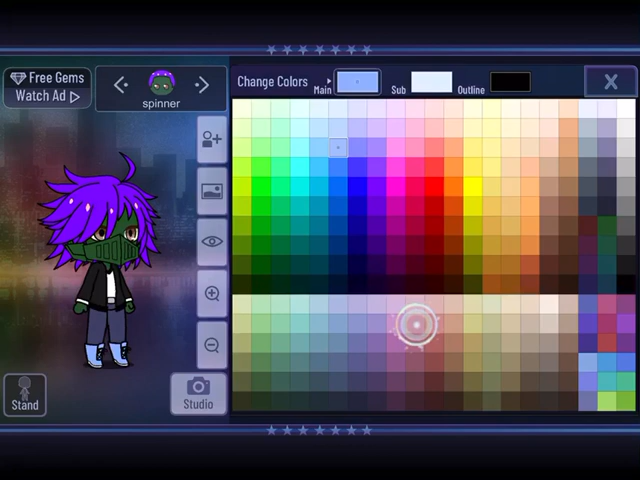 Free Gems
Watch Ad
spinner
Change Colors
Main
Sub
Outline
X
Stand
Studio